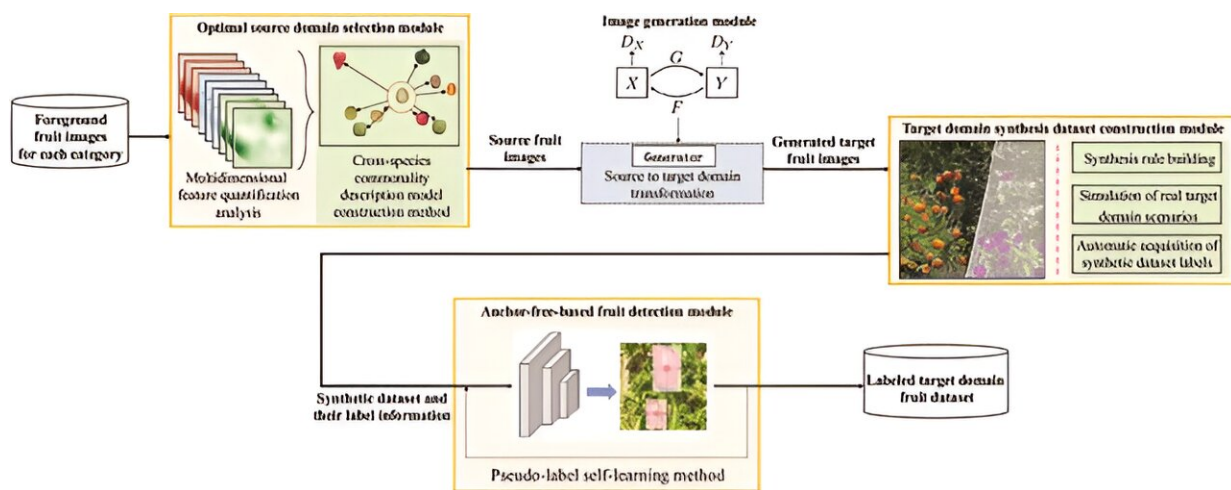 Optimal source domain selection module
Foreground
fruit images
for each category
Multidimensional
feature quantification
analysis
Cross-species
commonality
description model
construction method
Source fruit
images
Image generation module
D_X
D_Y
G
X
Y
F
Generator
Source to target domain
transformation
Generated target
fruit images
Target domain synthesis dataset construction module
Synthesis rule building
Simulation of real target
domain scenarios
Automatic acquisition of
synthetic dataset labels
Anchor-free-based fruit detection module
Synthetic dataset and
their label information
Pseudo-label self-learning method
Labeled target domain
fruit dataset